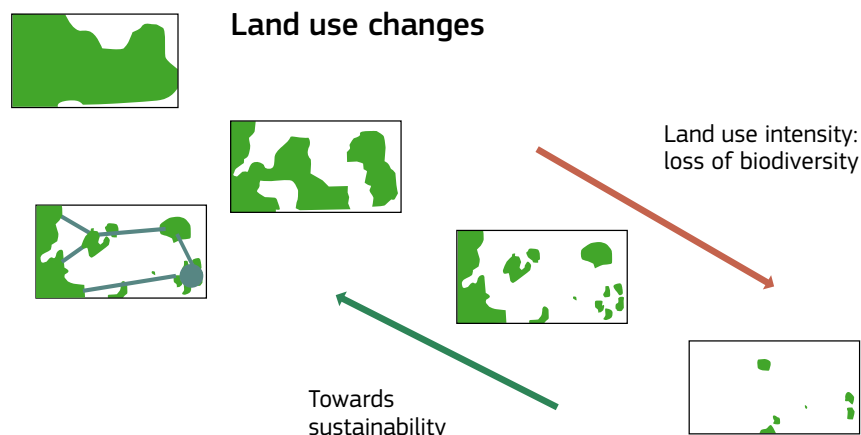 Land use changes
Land use intensity:
loss of biodiversity
Towards
sustainability